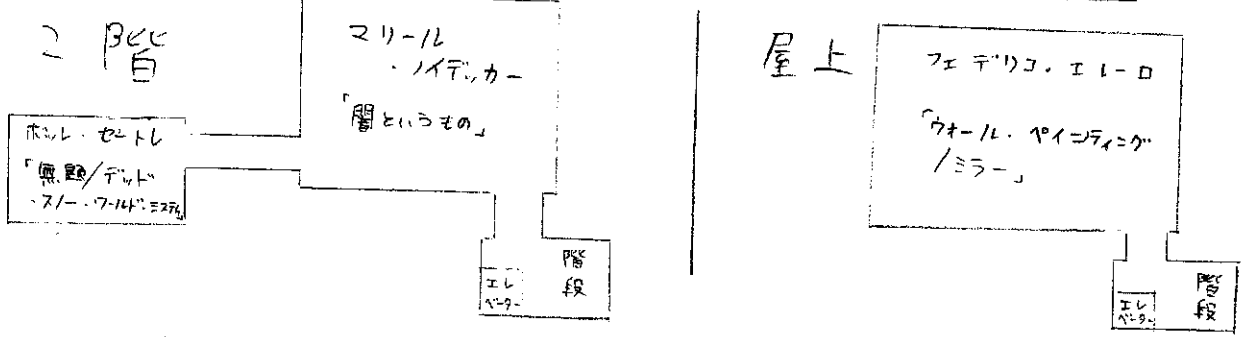 2階
マリール
・ノイデッカー
「闇というもの」
ボッレ・セートレ
「無題/デッド
・スノー・ワールド・システム」
エレ
ベーター
階
段
屋上
フェデリコ・エレーロ
「ウォール・ペインティング
/ミラー」
エレ
ベーター
階
段